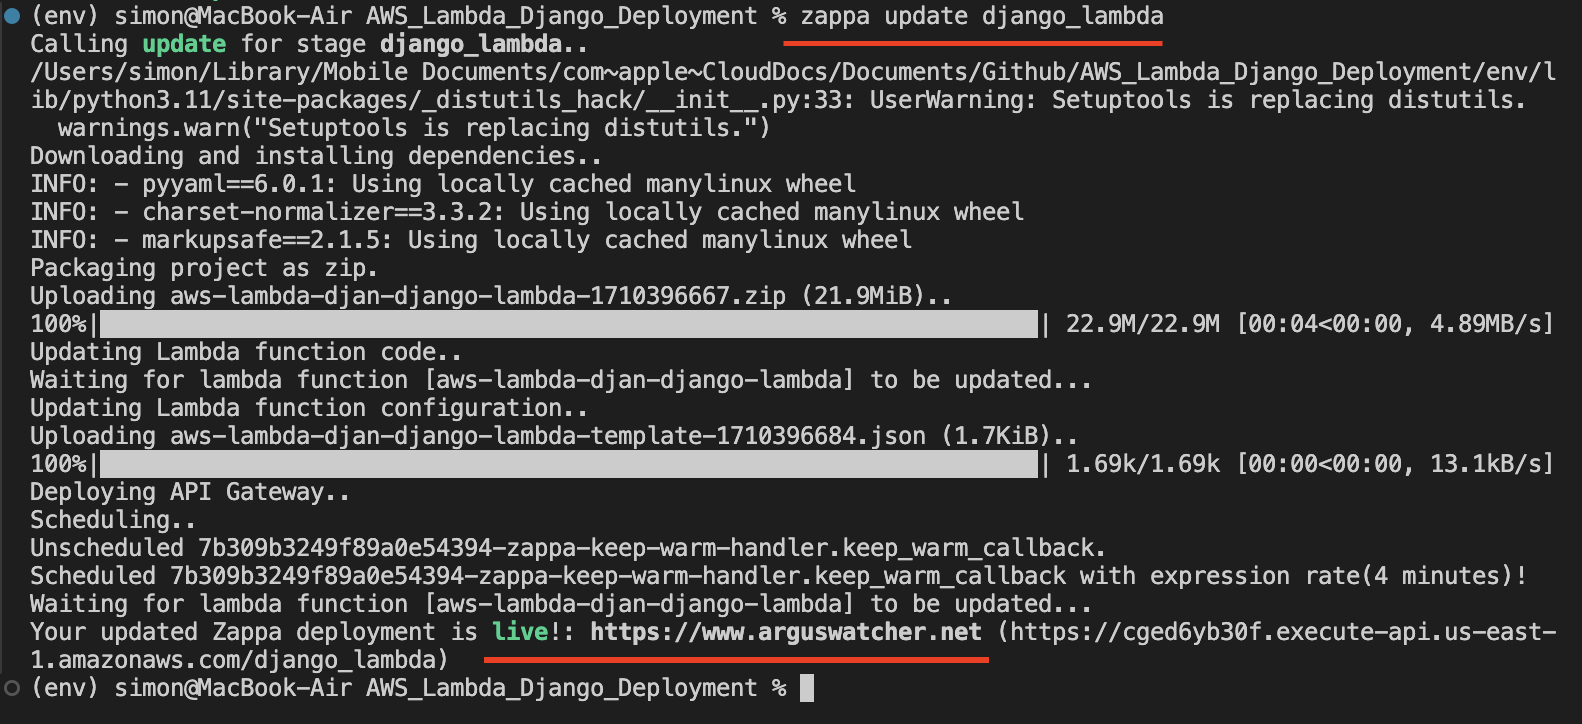 (env) simon@MacBook-Air AWS_Lambda_Django_Deployment % zappa update django_lambda
Calling update for stage django_lambda..
/Users/simon/Library/Mobile Documents/com~apple~CloudDocs/Documents/Github/AWS_Lambda_Django_Deployment/env/l
ib/python3.11/site-packages/_distutils_hack/__init__.py:33: UserWarning: Setuptools is replacing distutils.
  warnings.warn("Setuptools is replacing distutils.")
Downloading and installing dependencies..
INFO: - pyyaml==6.0.1: Using locally cached manylinux wheel
INFO: - charset-normalizer==3.3.2: Using locally cached manylinux wheel
INFO: - markupsafe==2.1.5: Using locally cached manylinux wheel
Packaging project as zip.
Uploading aws-lambda-djan-django-lambda-1710396667.zip (21.9MiB)..
100%| | 22.9M/22.9M [00:04<00:00, 4.89MB/s]
Updating Lambda function code..
Waiting for lambda function [aws-lambda-djan-django-lambda] to be updated...
Updating Lambda function configuration..
Uploading aws-lambda-djan-django-lambda-template-1710396684.json (1.7KiB)..
100%| | 1.69k/1.69k [00:00<00:00, 13.1kB/s]
Deploying API Gateway..
Scheduling..
Unscheduled 7b309b3249f89a0e54394-zappa-keep-warm-handler.keep_warm_callback.
Scheduled 7b309b3249f89a0e54394-zappa-keep-warm-handler.keep_warm_callback with expression rate(4 minutes)!
Waiting for lambda function [aws-lambda-djan-django-lambda] to be updated...
Your updated Zappa deployment is live!: https://www.arguswatcher.net (https://cged6yb30f.execute-api.us-east-
1.amazonaws.com/django_lambda)
(env) simon@MacBook-Air AWS_Lambda_Django_Deployment %